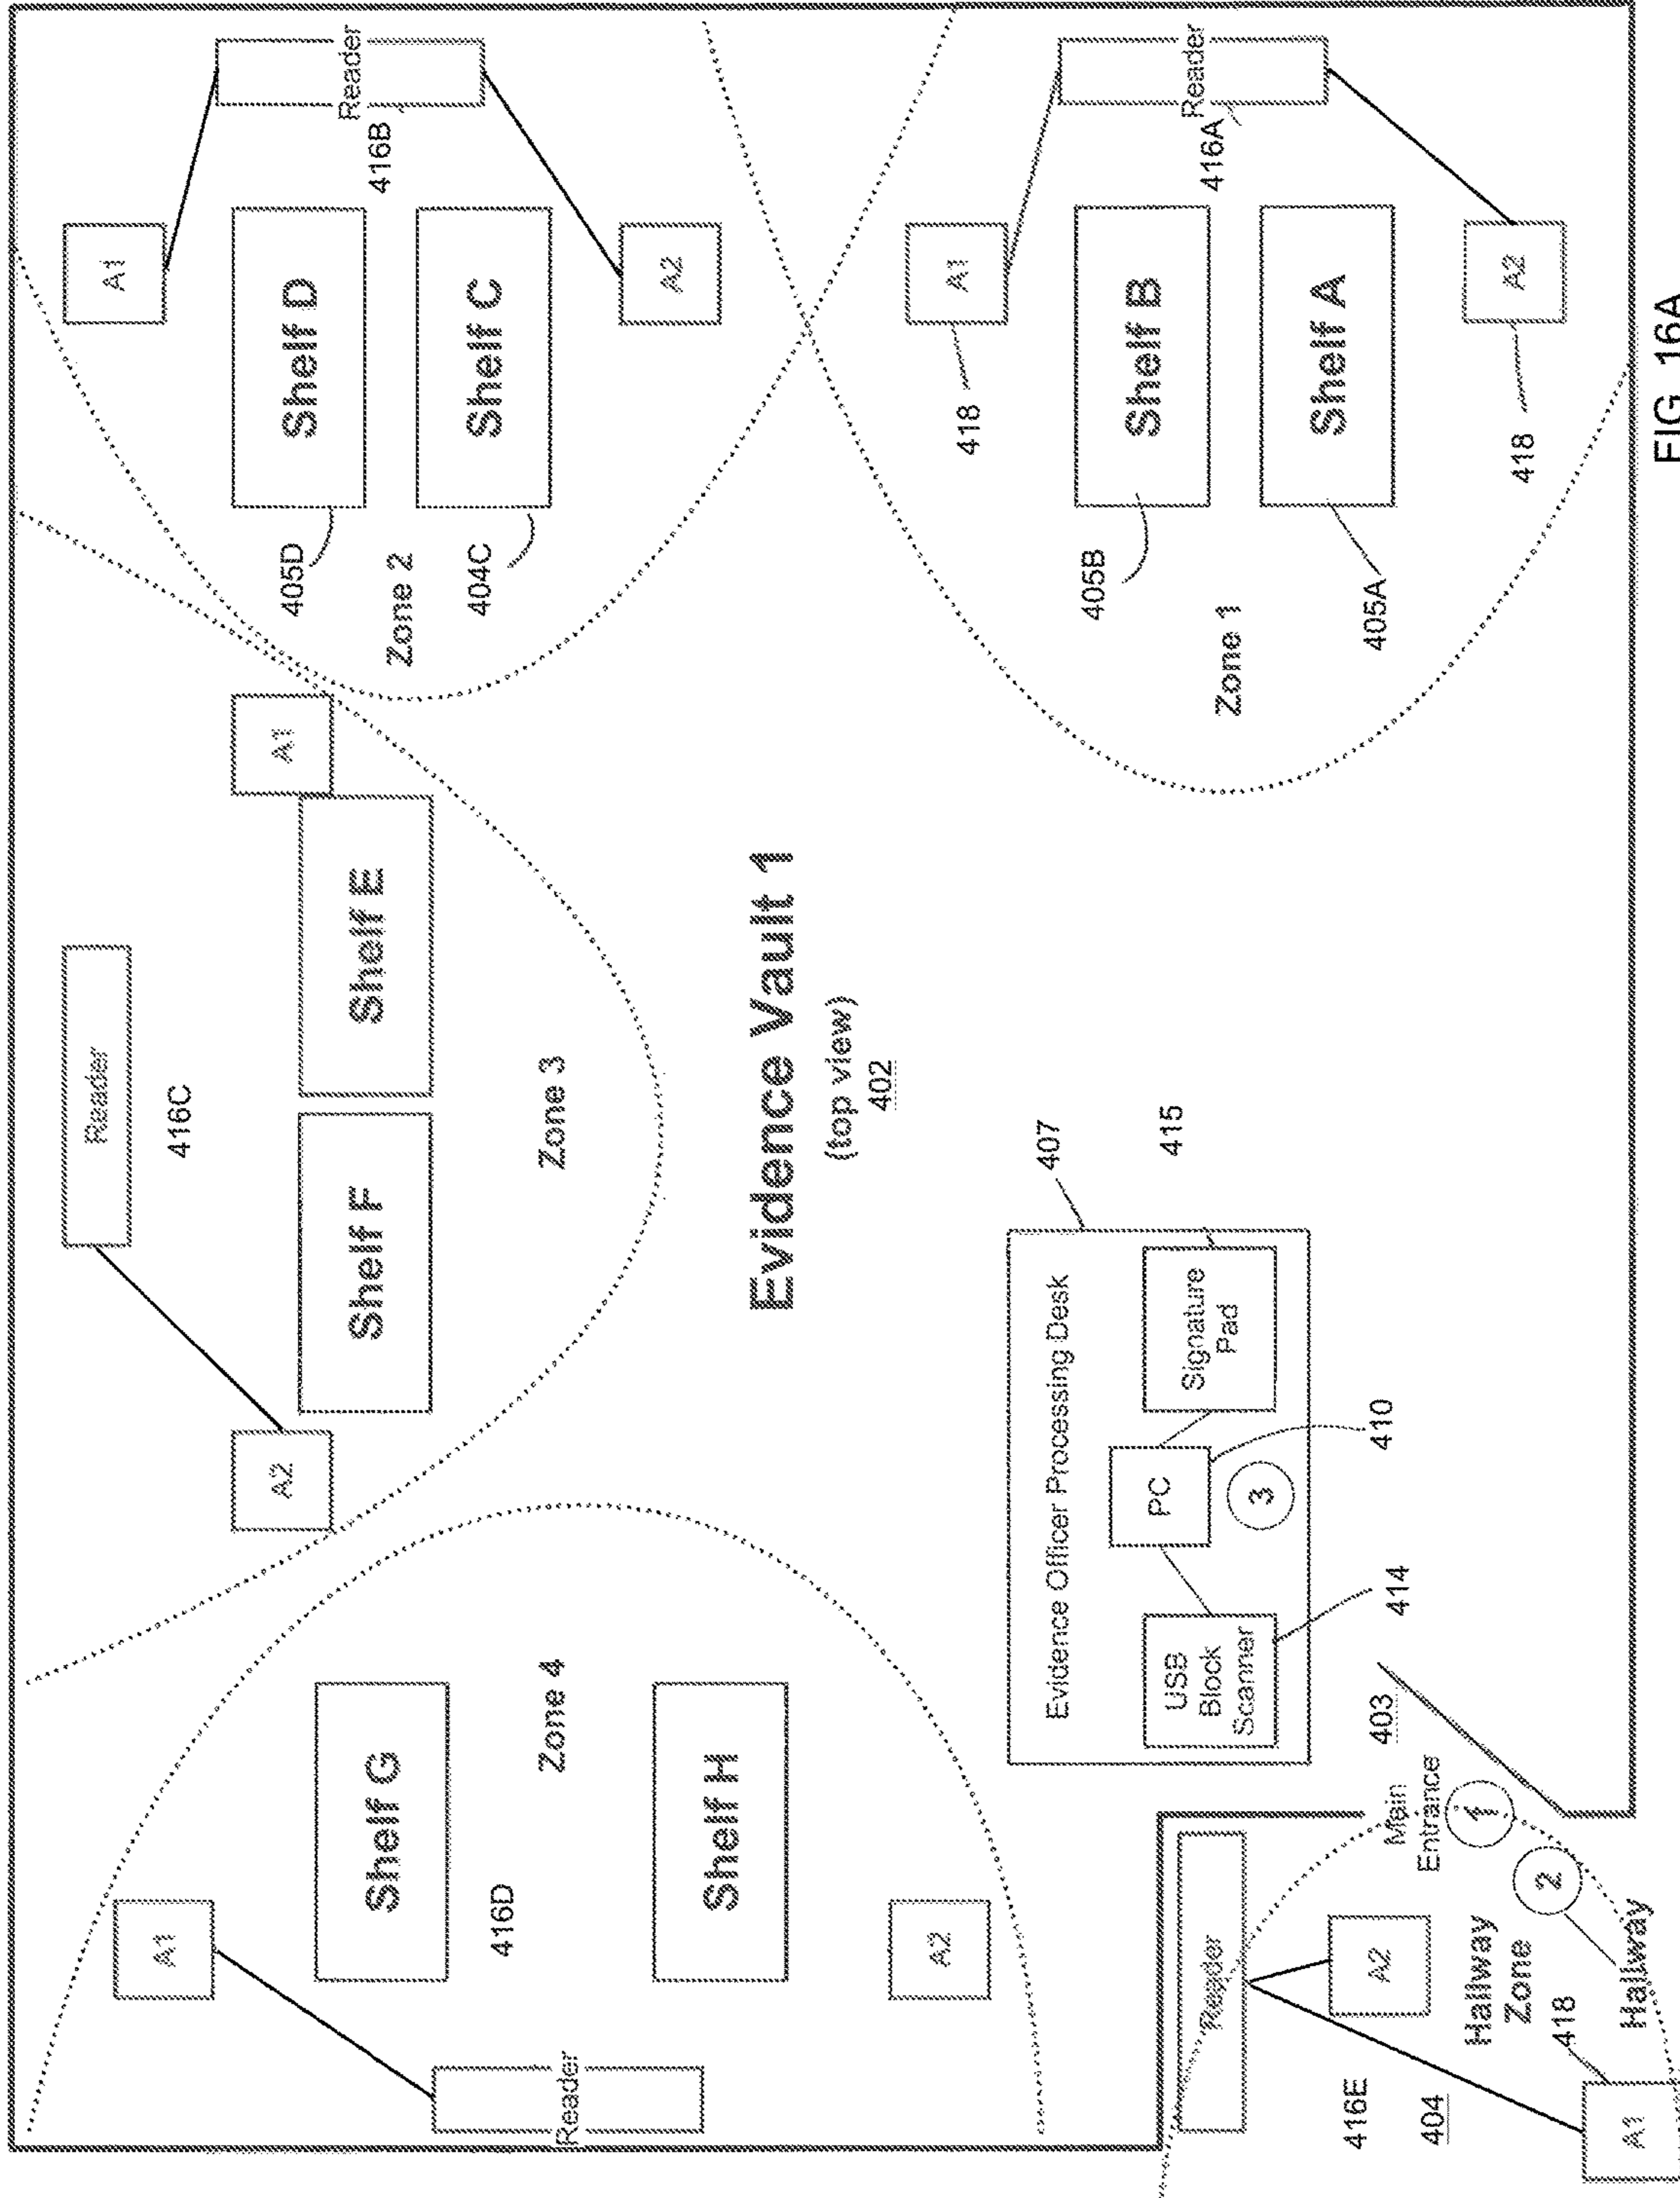 A1
Shelf G
416D
Reader
Zone 4
Shelf H
A2
Reader
416C
A2
Shelf F
Shelf E
A1
Zone 3
A1
Shelf D
405D
Reader
416B
Zone 2
Shelf C
404C
A2
Evidence Vault 1
(top view)
402
407
415
Evidence Officer Processing Desk
USB
Block
Scanner
PC
Signature
Pad
3
410
414
403
Main
Entrance
1
2
Reader
A2
416E
404
Hallway
Zone
418
Hallway
A1
A1
418
Reader
416A
Shelf B
405B
Zone 1
Shelf A
405A
A2
418
FIG. 16A